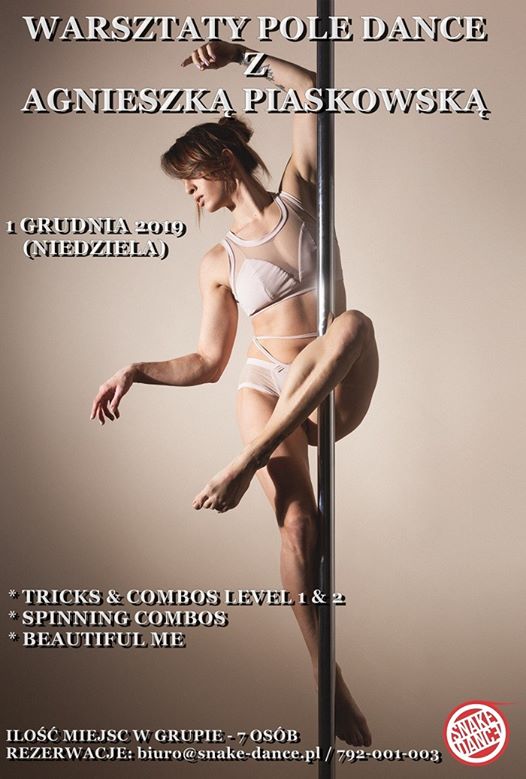 WARSZTATY POLE DANCE
Z
AGNIESZKĄ PIASKOWSKĄ
1 GRUDNIA 2019
(NIEDZIELA)
* TRICKS & COMBOS LEVEL 1 & 2
* SPINNING COMBOS
* BEAUTIFUL ME
ILOŚĆ MIEJSC W GRUPIE - 7 OSÓB
REZERWACJE: biuro@snake-dance.pl / 792-001-003
SNAKE
DANCE